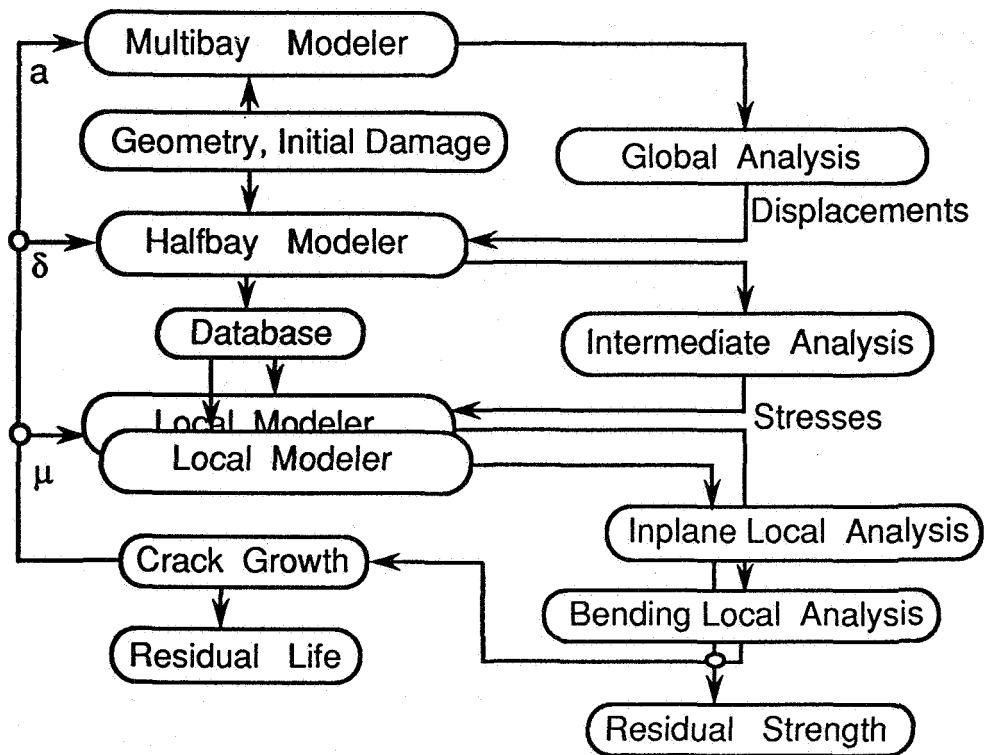 Multibay Modeler
a
Geometry, Initial Damage
Global Analysis
Displacements
Halfbay Modeler
δ
Database
Intermediate Analysis
Stresses
Local Modeler
Local Modeler
μ
Inplane Local Analysis
Crack Growth
Bending Local Analysis
Residual Life
Residual Strength